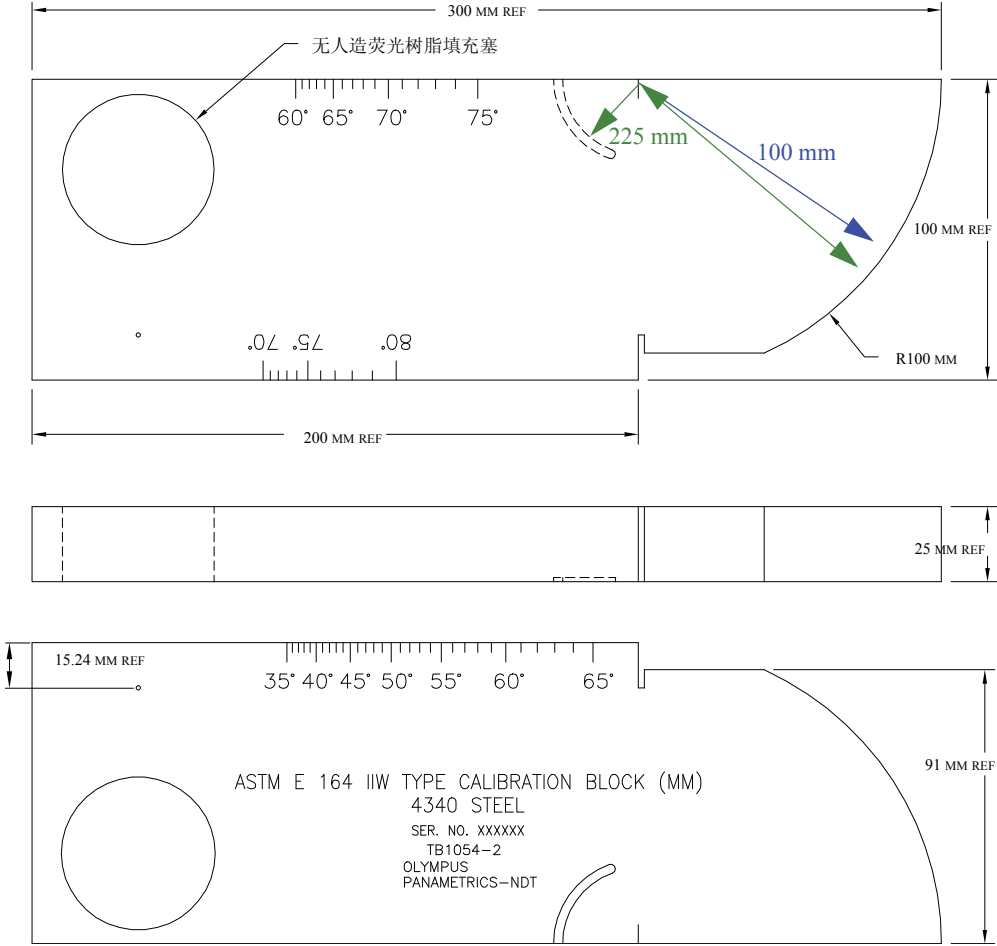 300 MM REF
无人造荧光树脂填充塞
60° 65° 70° 75°
225 mm
100 mm
100 MM REF
70° 75° 80°
R100 MM
200 MM REF
25 MM REF
15.24 MM REF
35° 40° 45° 50° 55° 60° 65°
91 MM REF
ASTM E 164 IIW TYPE CALIBRATION BLOCK (MM)
4340 STEEL
SER. NO. XXXXXX
TB1054-2
OLYMPUS
PANAMETRICS-NDT